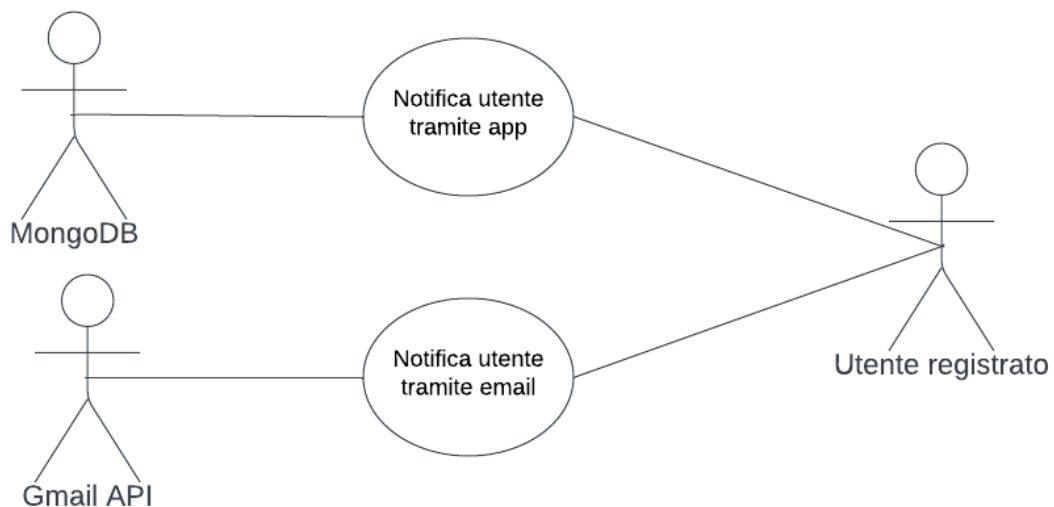 Notifica utente
tramite app
MongoDB
Notifica utente
tramite email
Utente registrato
Gmail API